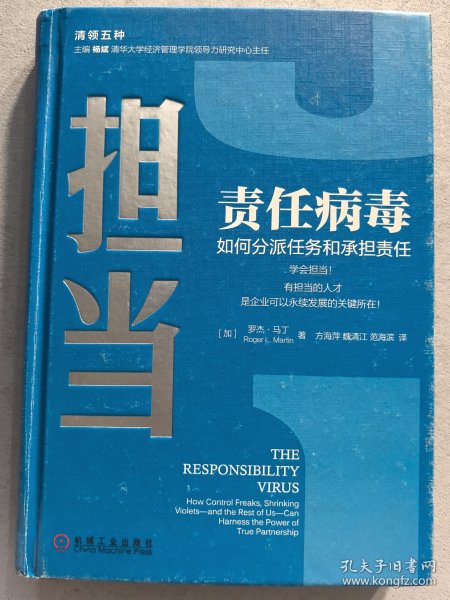 清领五种
主编 杨斌 清华大学经济管理学院领导力研究中心主任
担当
责任病毒
如何分派任务和承担责任
学会担当！
有担当的人才
是企业可以永续发展的关键所在！
［加］ 罗杰·马丁 著 方海萍 魏清江 范海滨 译
Roger L. Martin
THE
RESPONSIBILITY
VIRUS
How Control Freaks, Shrinking
Violets—and the Rest of Us—Can
Harness the Power of
True Partnership
机械工业出版社
China Machine Press
孔夫子旧书网
www.kongfz.com